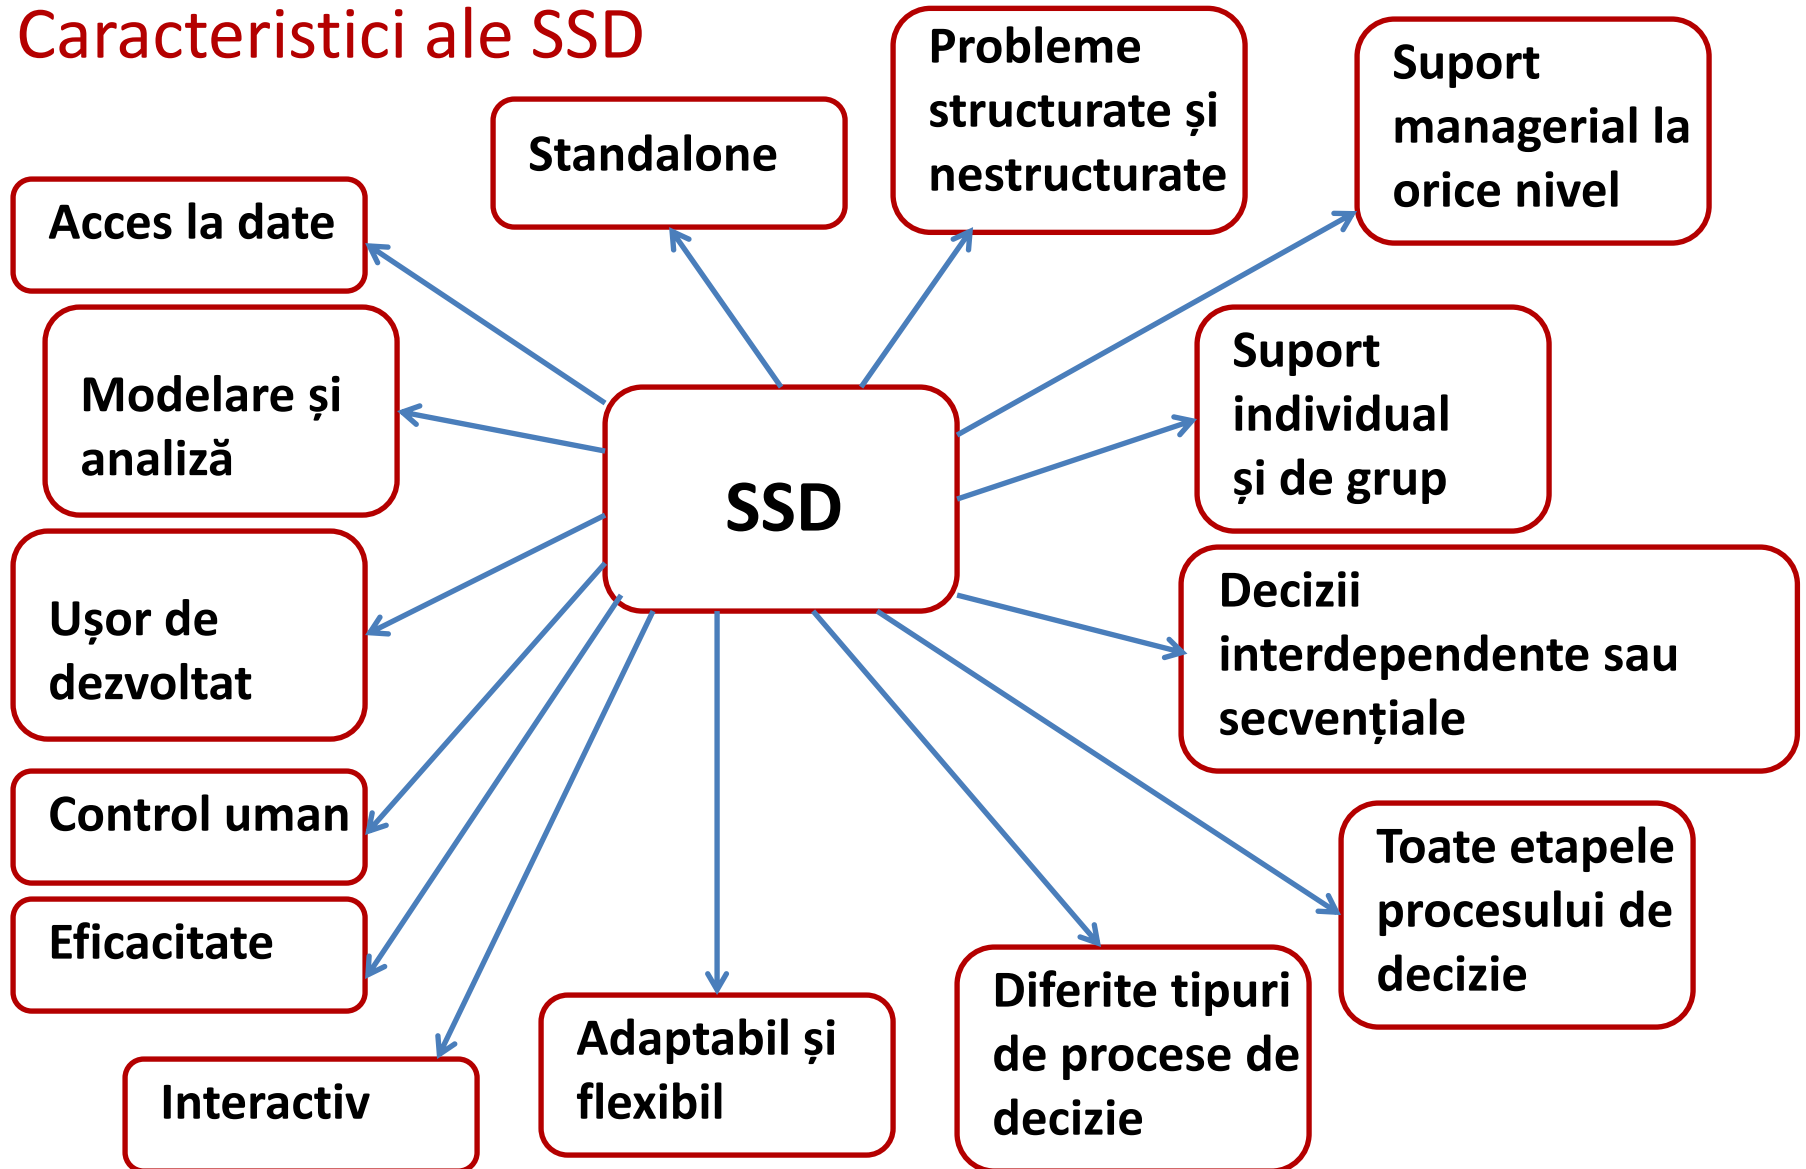 Caracteristici ale SSD
Probleme
structurate și
nestructurate
Suport
managerial la
orice nivel
Standalone
Acces la date
Suport
individual
și de grup
Modelare și
analiză
SSD
Decizii
interdependente sau
secvențiale
Ușor de
dezvoltat
Control uman
Toate etapele
procesului de
decizie
Eficacitate
Diferite tipuri
de procese de
decizie
Adaptabil și
flexibil
Interactiv